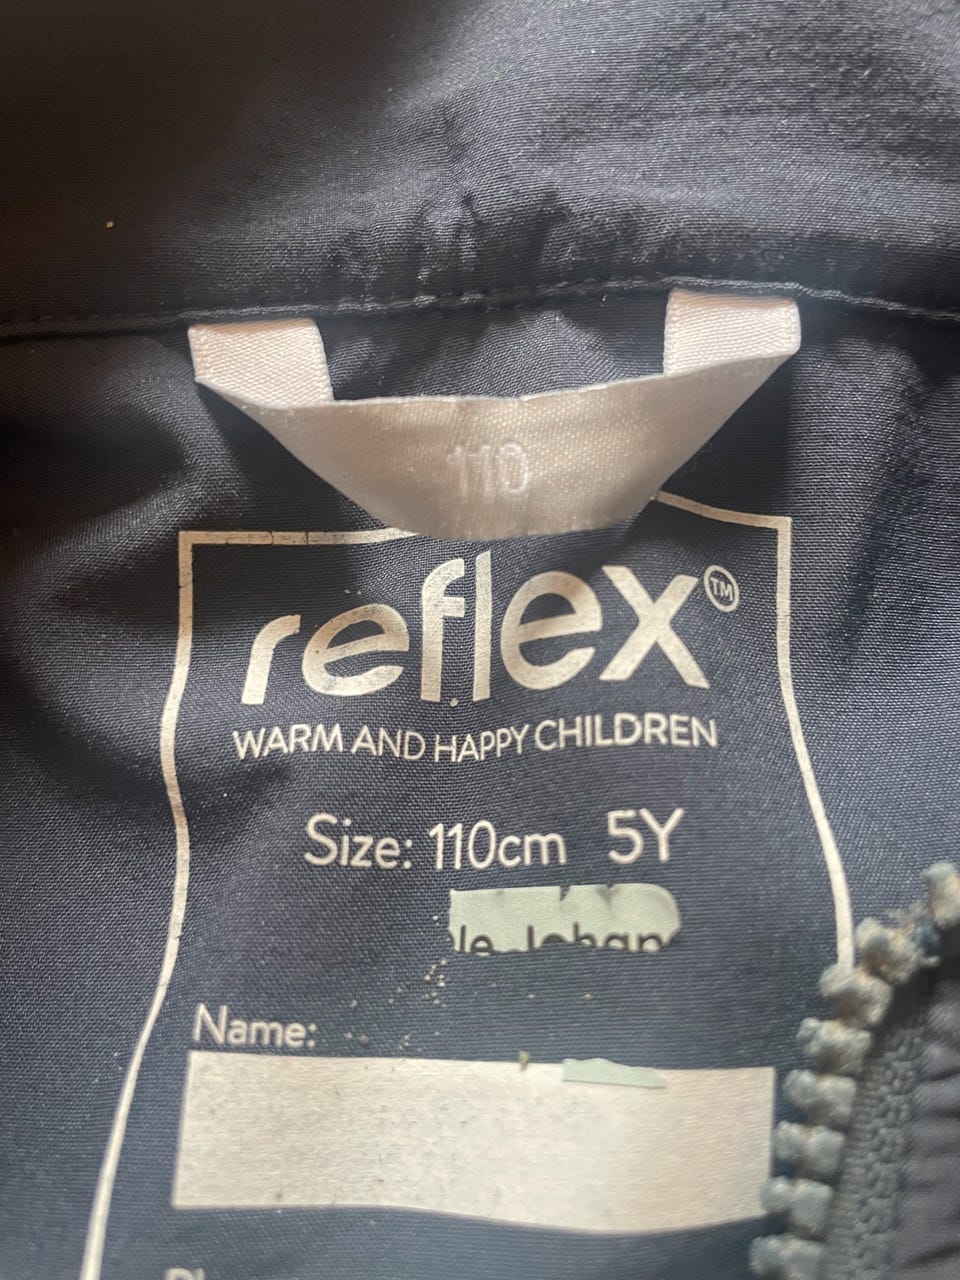 110
reflex™
WARM AND HAPPY CHILDREN
Size: 110cm 5Y
Name: